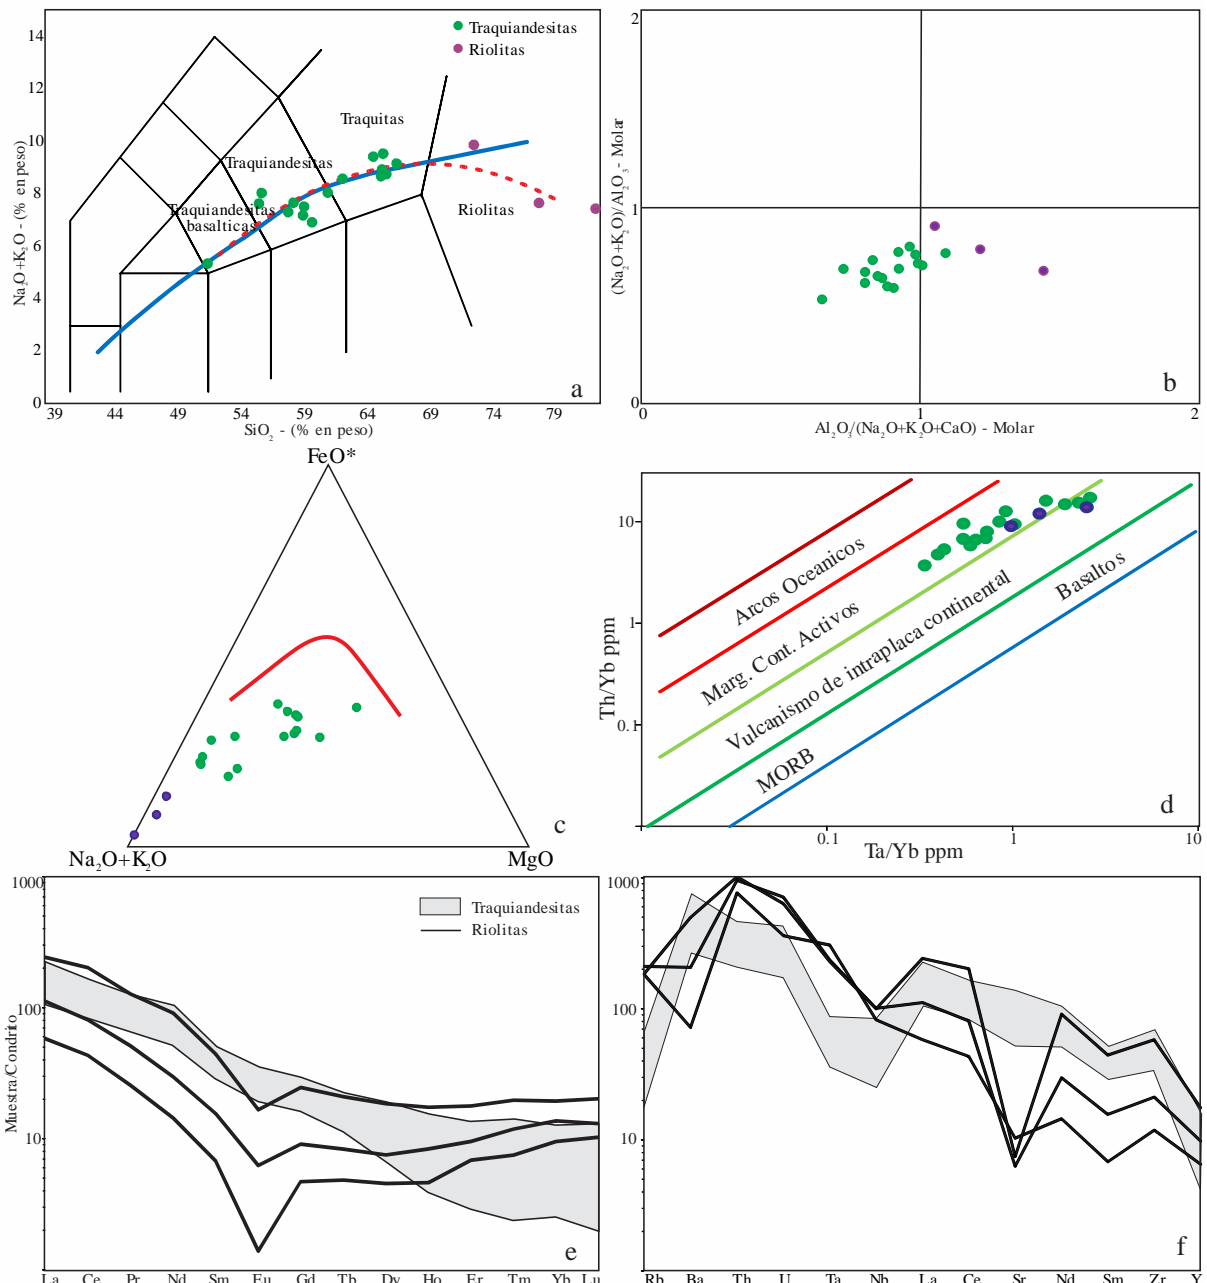 Traquiandesitas
Riolitas
14
12
10
8
6
4
2
0
Na₂O+K₂O - (% en peso)
Traquitas
Traquiandesitas
Traquiandesitas
basalticas
Riolitas
a
39 44 49 54 59 64 69 74 79
SiO₂ - (% en peso)
2
1
0
(Na₂O+K₂O)/Al₂O₃ - Molar
b
0 1 2
Al₂O₃/(Na₂O+K₂O+CaO) - Molar
FeO*
c
Na₂O+K₂O
MgO
10
1
0.1
Th/Yb ppm
Arcos Oceanicos
Marg. Cont. Activos
Vulcanismo de intraplaca continental
Basaltos
MORB
d
0.1 1 10
Ta/Yb ppm
1000
100
10
Muestra/Condrito
Traquiandesitas
Riolitas
e
La Ce Pr Nd Sm Eu Gd Tb Dy Ho Er Tm Yb Lu
1000
100
10
f
Rb Ba Th U Ta Nb La Ce Sr Nd Sm Zr Y